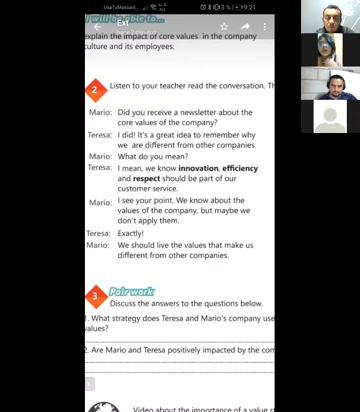 I will be able to...
Ext
explain the impact of core values in the company
culture and its employees.
2 Listen to your teacher read the conversation.
Mario: Did you receive a newsletter about the
core values of the company?
Teresa: I did! It's a great idea to remember why
we are different from other companies.
Mario: What do you mean?
Teresa: I mean, we know innovation, efficiency
and respect should be part of our
customer service.
Mario: I see your point. We know about the
values of the company, but maybe we
don't apply them.
Teresa: Exactly!
Mario: We should live the values that make us
different from other companies.
3 Pair work
Discuss the answers to the questions below.
1. What strategy does Teresa and Mario's company use
values?
2. Are Mario and Teresa positively impacted by the
Video about the importance of a value